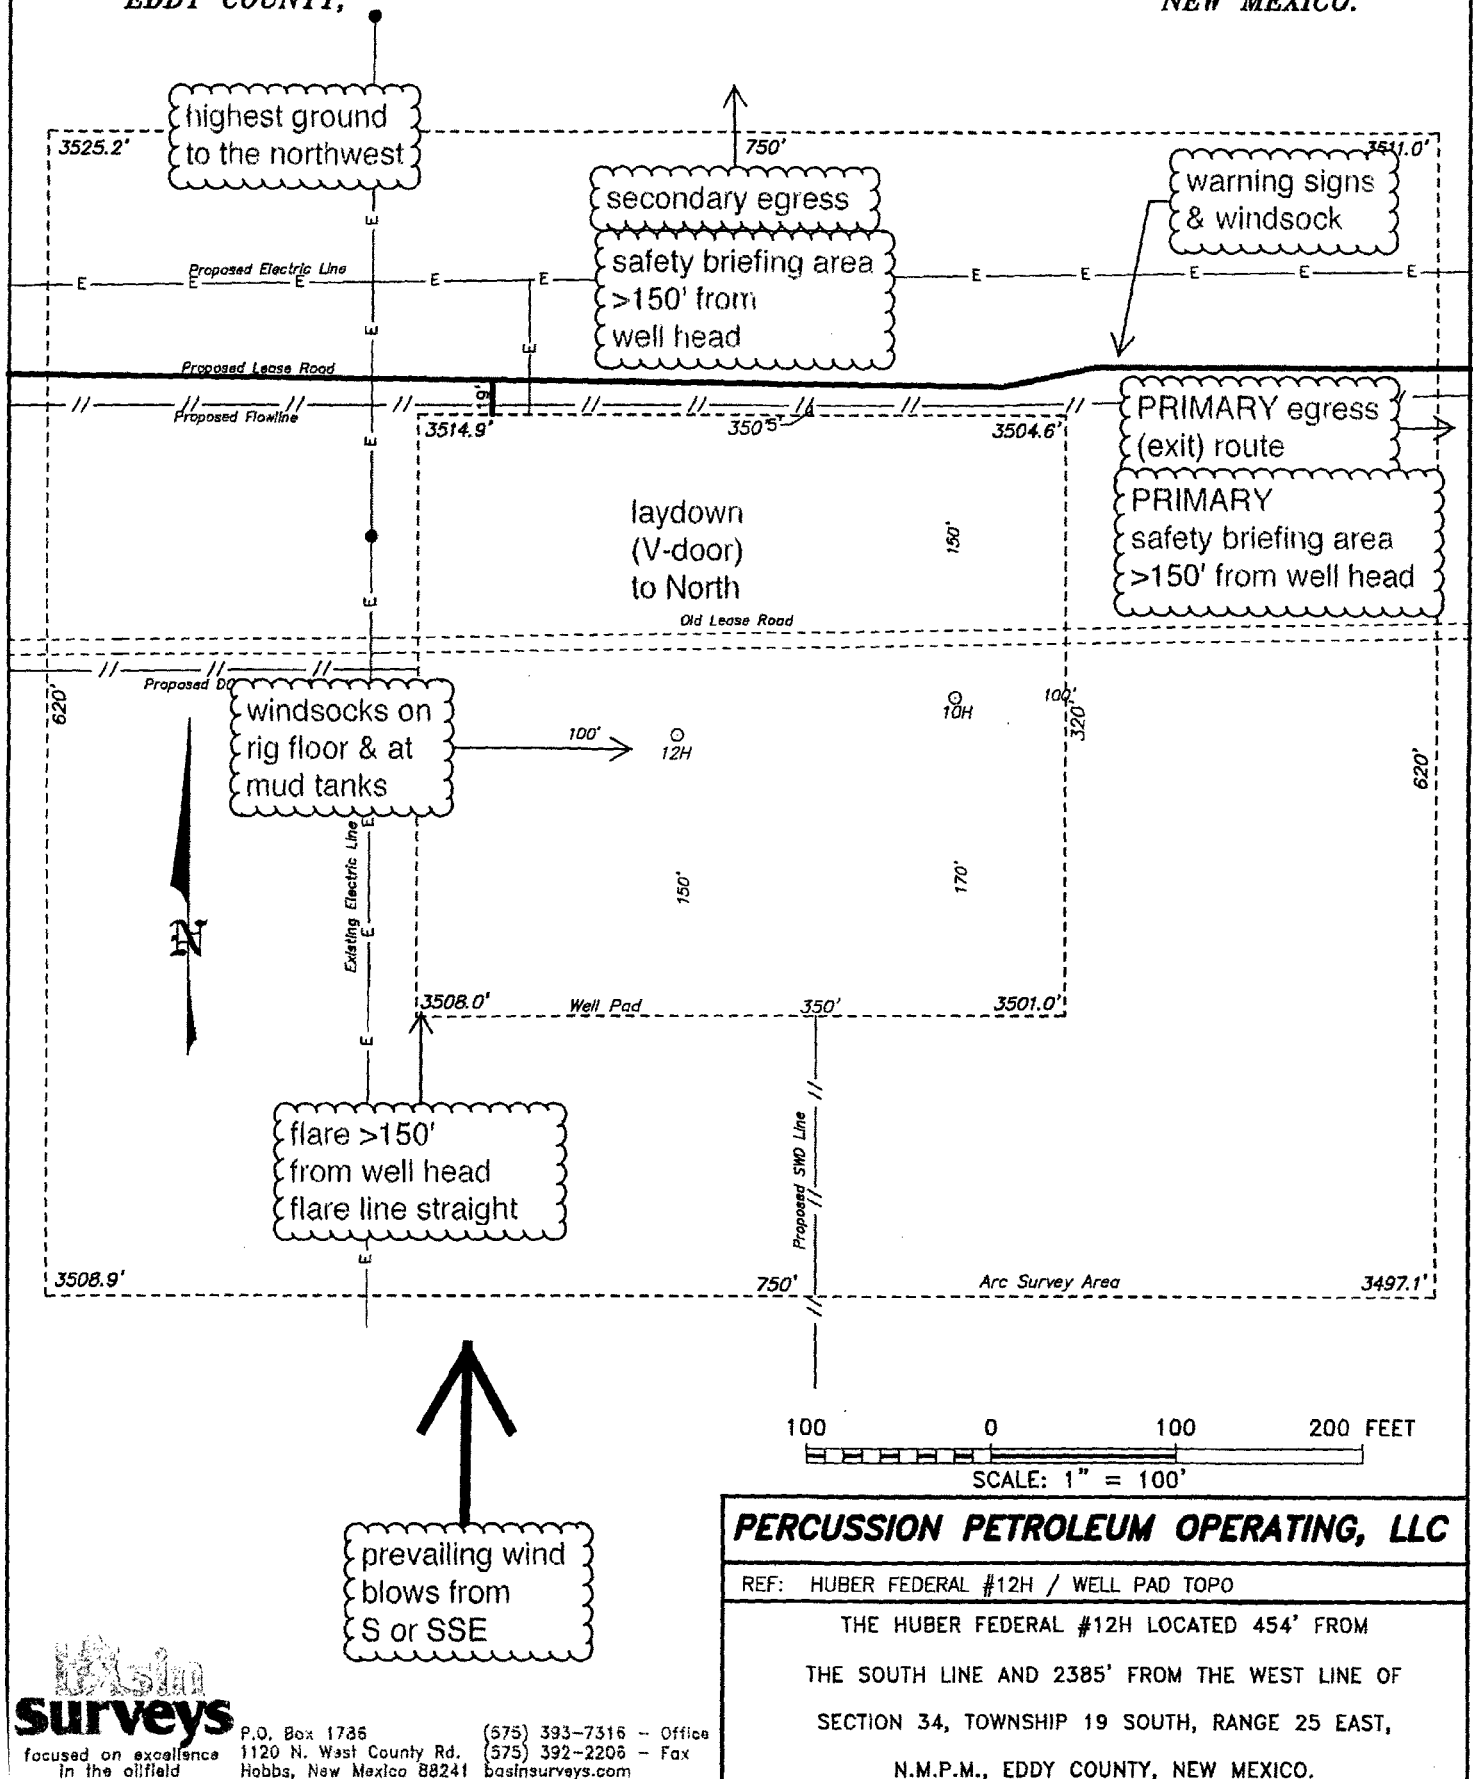 EDDY COUNTY,
NEW MEXICO.
highest ground
to the northwest
3525.2'
750'
3511.0'
secondary egress
warning signs
& windsock
safety briefing area
>150' from
well head
E
Proposed Electric Line
E
E
E
E
E
E
E
E
E
E
E
E
Proposed Lease Road
Proposed Flowline
3514.9'
350'
5'
3504.6'
PRIMARY egress
(exit) route
E
PRIMARY
safety briefing area
>150' from well head
laydown
(V-door)
to North
150'
E
Old Lease Road
Proposed
620'
windsocks on
rig floor & at
mud tanks
100'
12H
10H
100'
320'
620'
E
Existing Electric Line
E
150'
170'
N
3508.0'
Well Pad
350'
3501.0'
E
flare >150'
from well head
flare line straight
Proposed SWD Line
E
3508.9'
750'
Arc Survey Area
3497.1'
100 0 100 200 FEET
SCALE: 1" = 100'
prevailing wind
blows from
S or SSE
PERCUSSION PETROLEUM OPERATING, LLC
REF: HUBER FEDERAL #12H / WELL PAD TOPO
THE HUBER FEDERAL #12H LOCATED 454' FROM
THE SOUTH LINE AND 2385' FROM THE WEST LINE OF
SECTION 34, TOWNSHIP 19 SOUTH, RANGE 25 EAST,
N.M.P.M., EDDY COUNTY, NEW MEXICO.
basin
surveys
focused on excellence
in the oilfield
P.O. Box 1786
1120 N. West County Rd.
Hobbs, New Mexico 88241
(575) 393-7316 - Office
(575) 392-2206 - Fax
basinsurveys.com